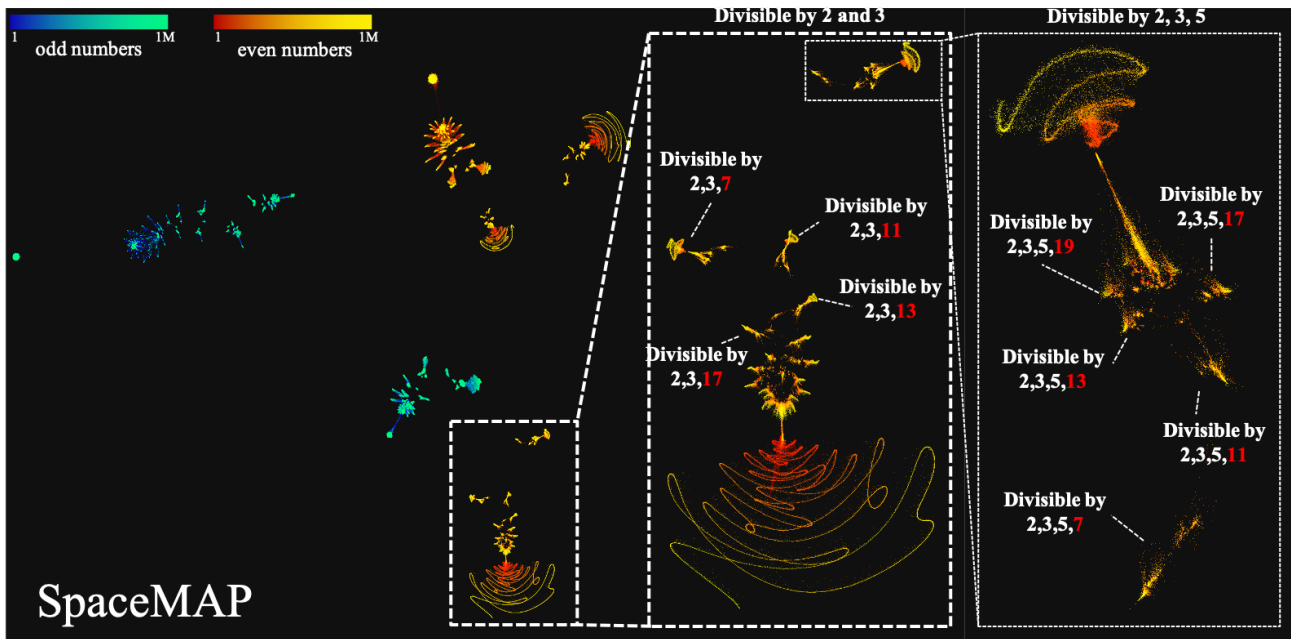 Divisible by 2 and 3
Divisible by 2, 3, 5
1 1M
odd numbers
1 1M
even numbers
Divisible by
2,3,7
Divisible by
2,3,11
Divisible by
2,3,13
Divisible by
2,3,17
Divisible by
2,3,5,17
Divisible by
2,3,5,19
Divisible by
2,3,5,13
Divisible by
2,3,5,11
Divisible by
2,3,5,7
SpaceMAP